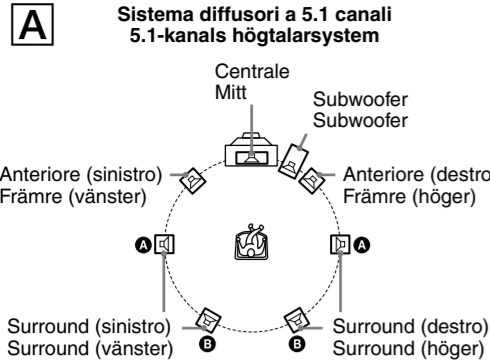 A
Sistema diffusori a 5.1 canali
5.1-kanals högtalarsystem
Centrale
Mitt
Subwoofer
Subwoofer
Anteriore (sinistro)
Främre (vänster)
Anteriore (destro
Främre (höger)
A
A
Surround (sinistro)
Surround (vänster)
B
B
Surround (destro)
Surround (höger)